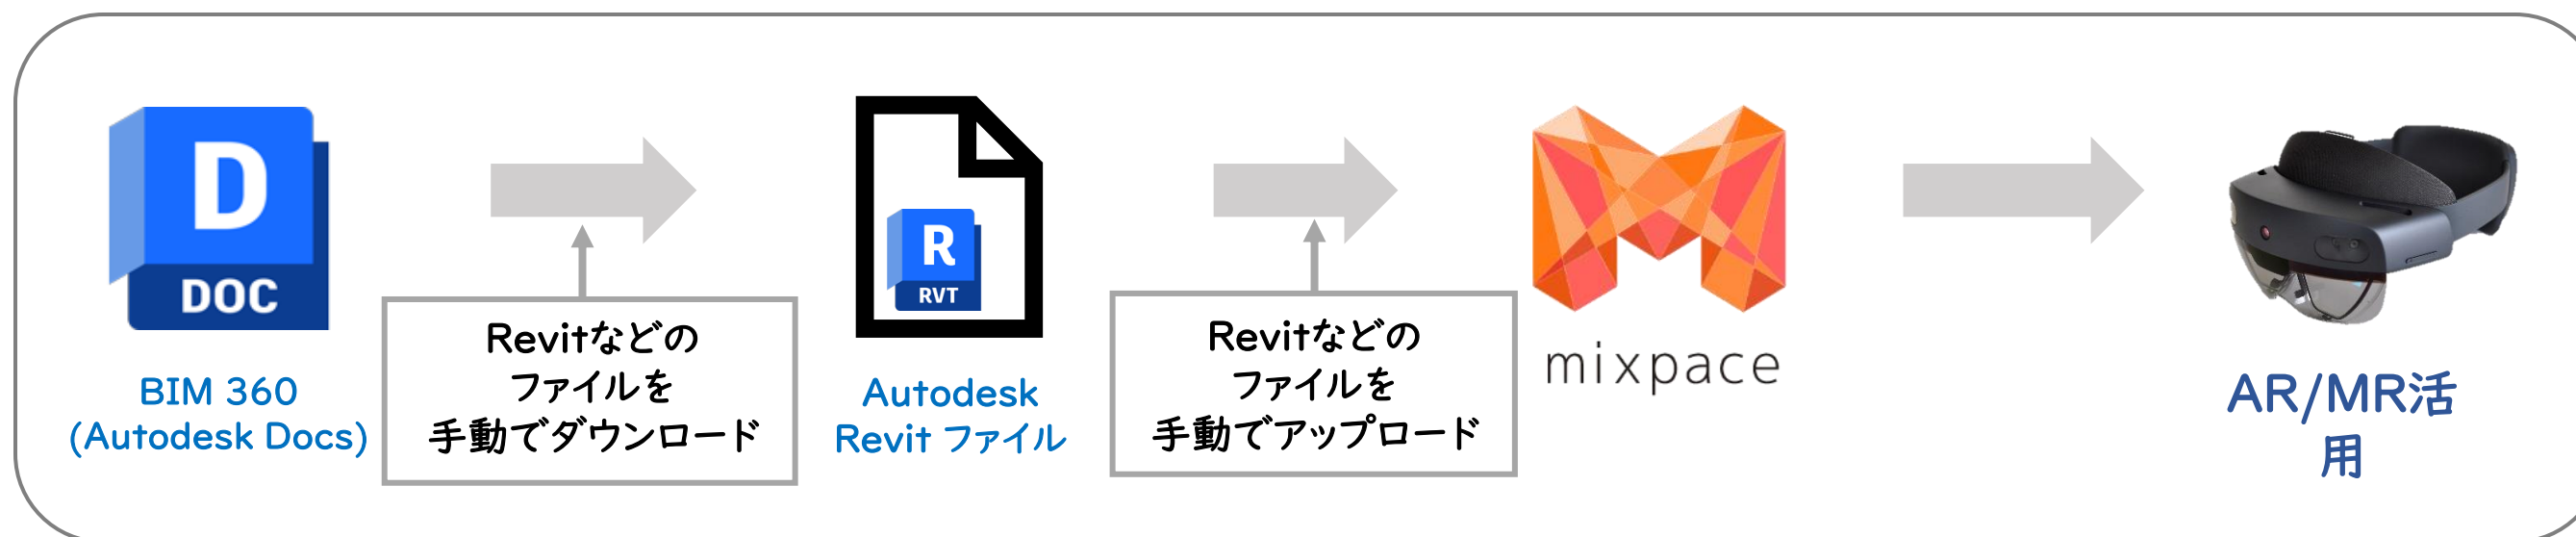 D
DOC
BIM 360
(Autodesk Docs)
Revitなどの
ファイルを
手動でダウンロード
R
RVT
Autodesk
Revit ファイル
Revitなどの
ファイルを
手動でアップロード
mixpace
AR/MR活
用